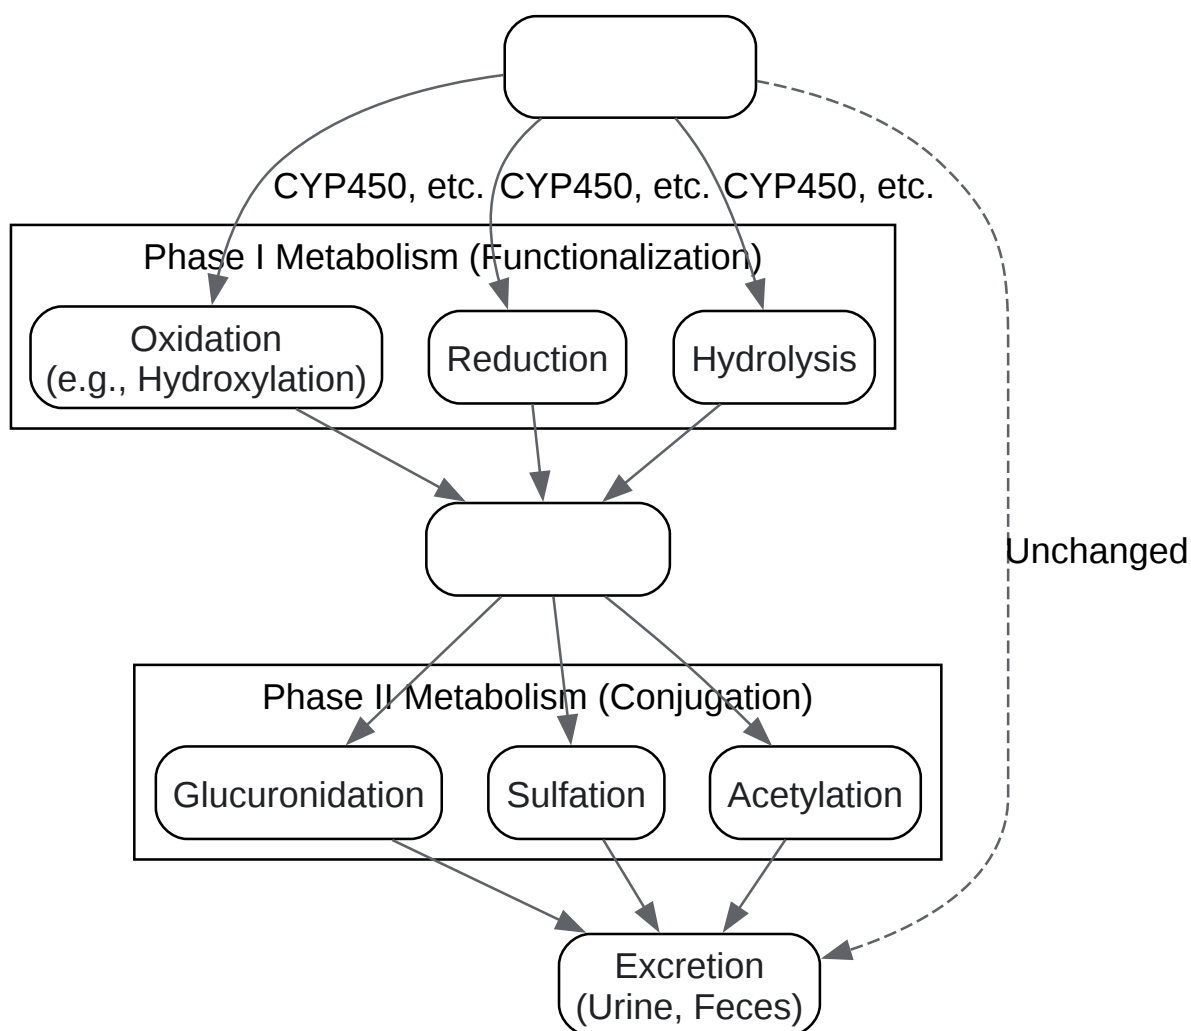 CYP450, etc. CYP450, etc. CYP450, etc.
Phase I Metabolism (Functionalization)
Oxidation
(e.g., Hydroxylation)
Reduction
Hydrolysis
Unchanged
Phase II Metabolism (Conjugation)
Glucuronidation
Sulfation
Acetylation
Excretion
(Urine, Feces)